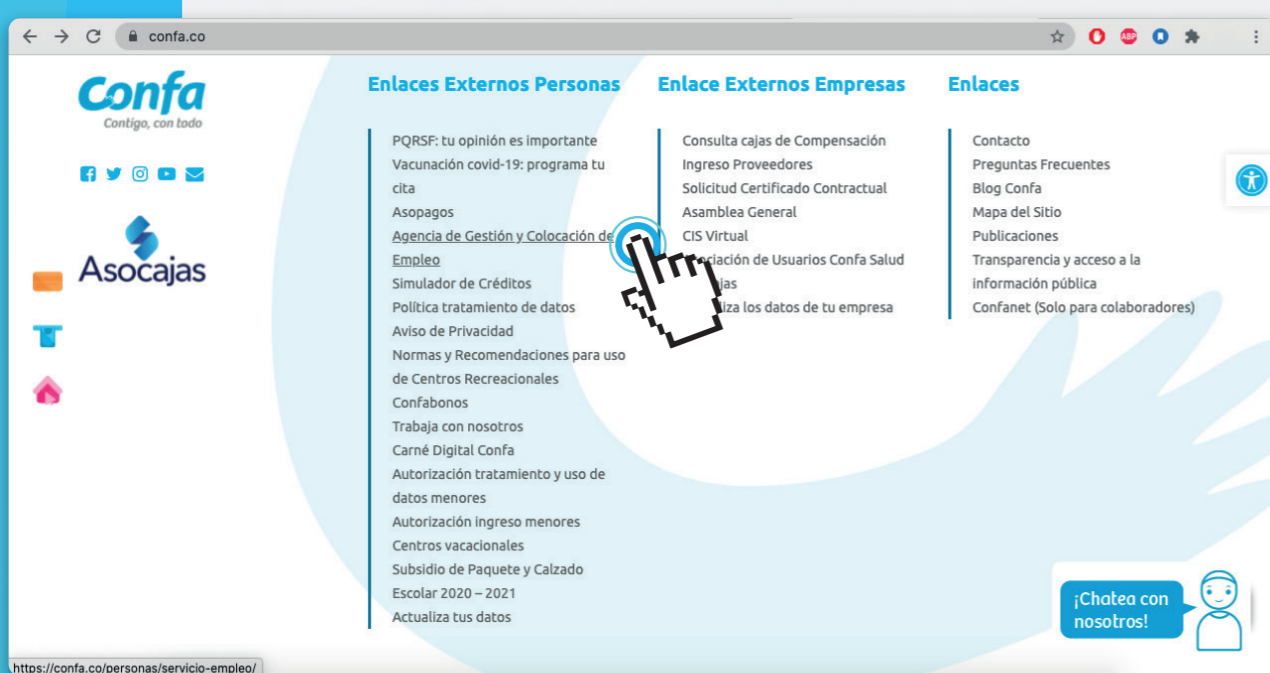 confa.co
ABP
Confa
Contigo, con todo
Asocajas
Enlaces Externos Personas
PQRSF: tu opinión es importante
Vacunación covid-19: programa tu
cita
Asopagos
Agencia de Gestión y Colocación de
Empleo
Simulador de Créditos
Política tratamiento de datos
Aviso de Privacidad
Normas y Recomendaciones para uso
de Centros Recreacionales
Confabonos
Trabaja con nosotros
Carné Digital Confa
Autorización tratamiento y uso de
datos menores
Autorización ingreso menores
Centros vacacionales
Subsidio de Paquete y Calzado
Escolar 2020 – 2021
Actualiza tus datos
Enlace Externos Empresas
Consulta cajas de Compensación
Ingreso Proveedores
Solicitud Certificado Contractual
Asamblea General
CIS Virtual
de Usuarios Confa Salud
los datos de tu empresa
Enlaces
Contacto
Preguntas Frecuentes
Blog Confa
Mapa del Sitio
Publicaciones
Transparencia y acceso a la
información pública
Confanet (Solo para colaboradores)
¡Chatea con
nosotros!
https://confa.co/personas/servicio-empleo/